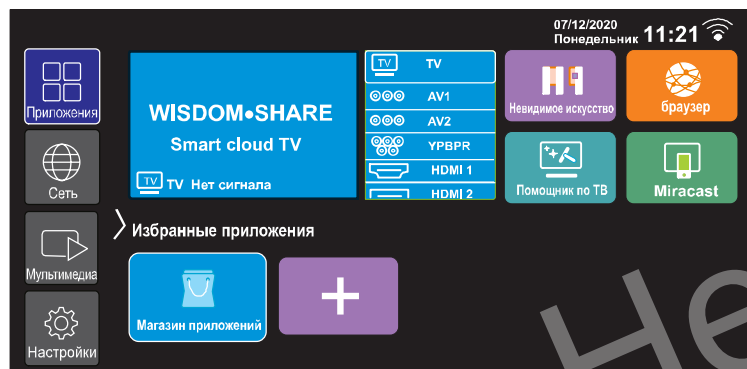 07/12/2020
Понедельник 11:21
Приложения
Сеть
Мультимедиа
Настройки
WISDOM•SHARE
Smart cloud TV
TV TV Нет сигнала
TV TV
AV1
AV2
YPBPR
HDMI 1
HDMI 2
Невидимое искусство
браузер
Помощник по ТВ
Miracast
Избранные приложения
Магазин приложений
+
Не